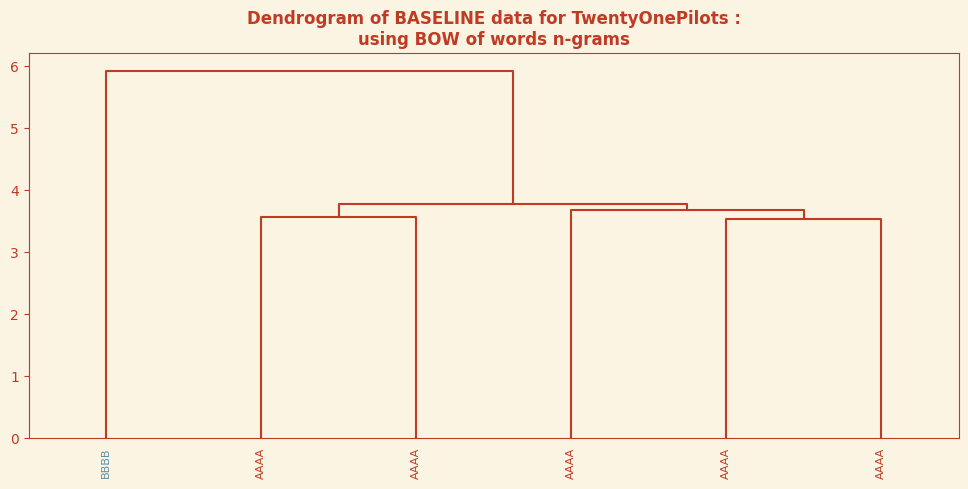 Dendrogram of BASELINE data for TwentyOnePilots :
using BOW of words n-grams
6
5
4
3
2
1
0
BBBB
AAAA
AAAA
AAAA
AAAA
AAAA